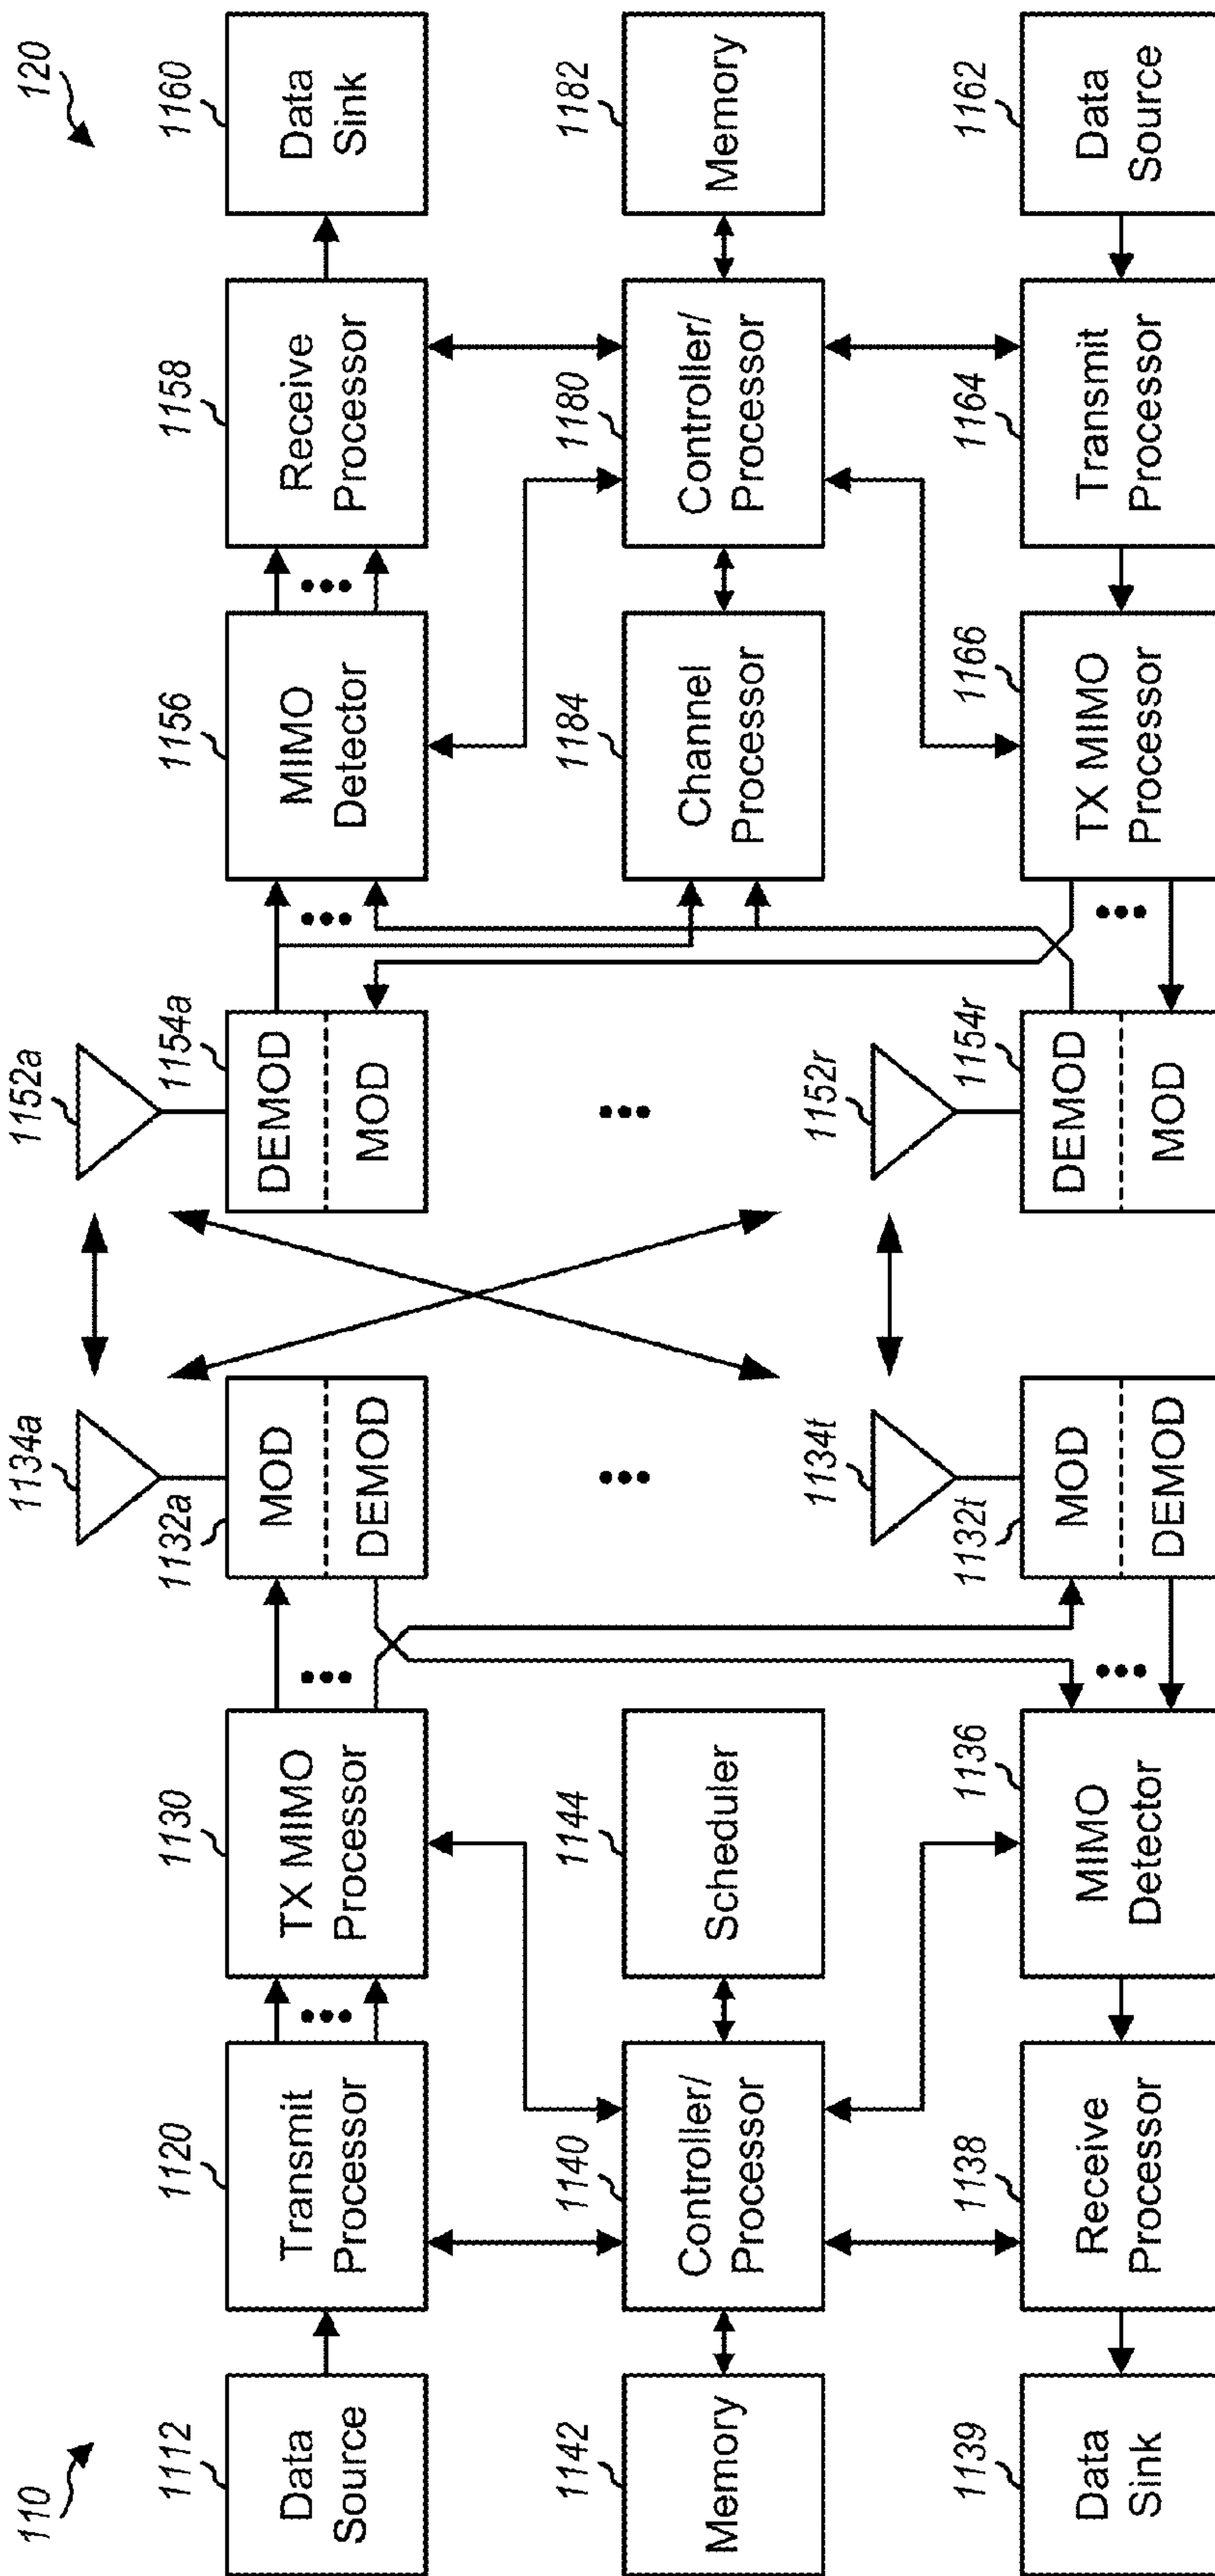 110
120
1112
Data
Source
1120
Transmit
Processor
1130
TX MIMO
Processor
1132a
MOD
DEMOD
1134a
1152a
1154a
DEMOD
MOD
1156
MIMO
Detector
1158
Receive
Processor
1160
Data
Sink
1142
Memory
1140
Controller/
Processor
1144
Scheduler
1184
Channel
Processor
1180
Controller/
Processor
1182
Memory
1139
Data
Sink
1138
Receive
Processor
1136
MIMO
Detector
1132t
MOD
DEMOD
1134t
1152r
1154r
DEMOD
MOD
1166
TX MIMO
Processor
1164
Transmit
Processor
1162
Data
Source